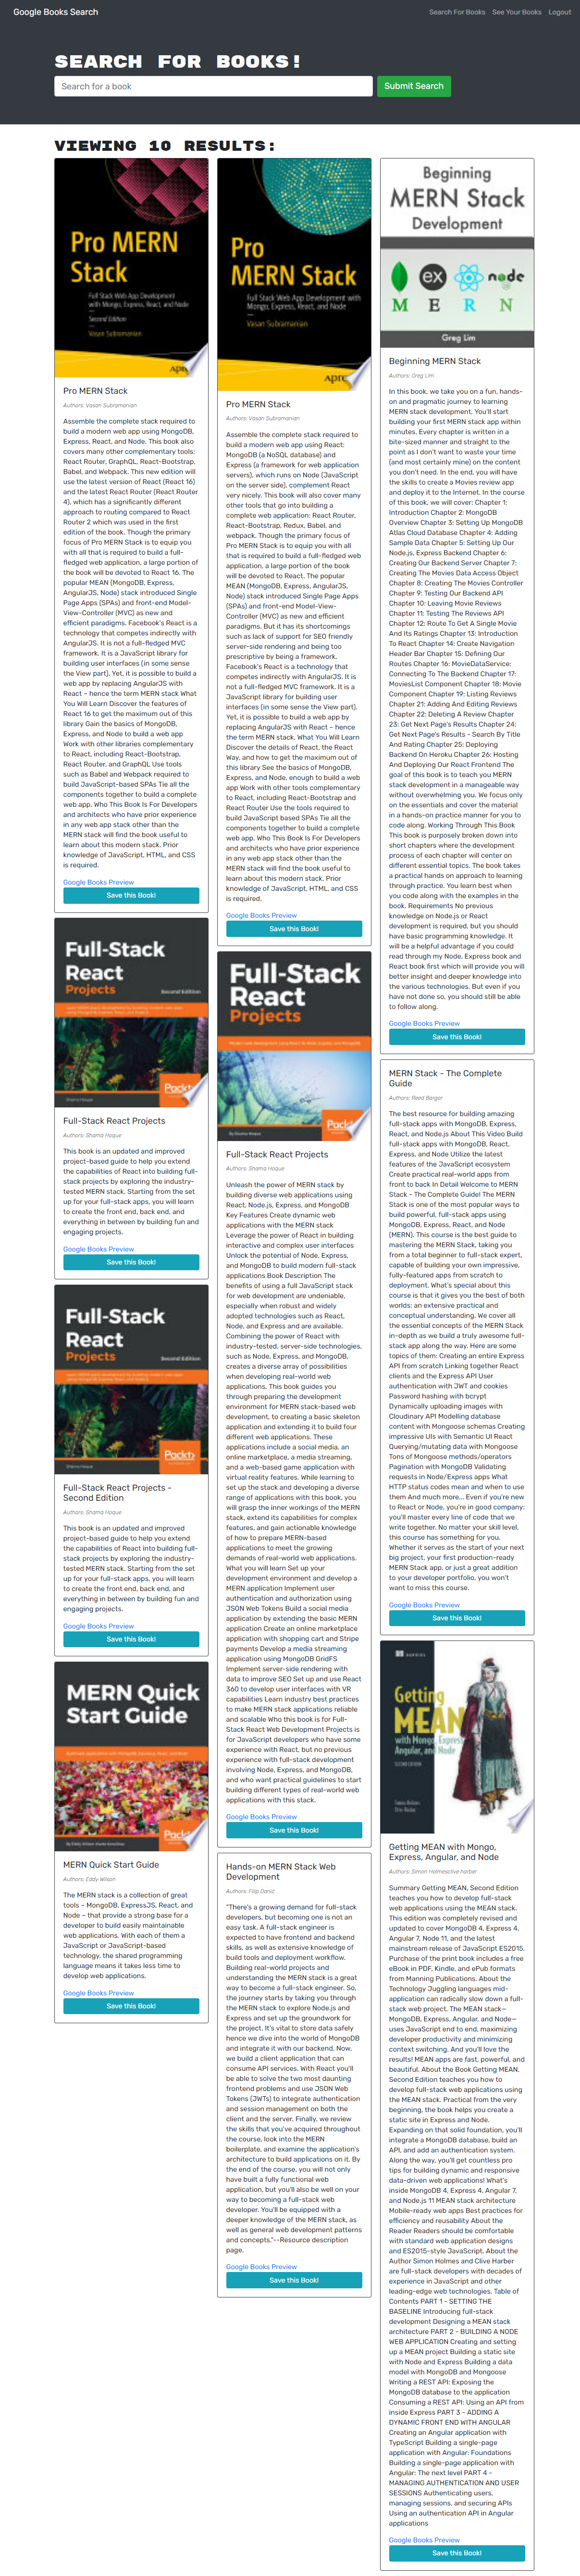 Google Books Search
Search For Books
See Your Books
Logout
SEARCH FOR BOOKS!
Search for a book
Submit Search
VIEWING 10 RESULTS:
Pro MERN
Stack
Full Stack Web App Development with
Mongo, Express, React, and Node
Second Edition
Vasan Subramanian
Pro MERN Stack
Authors: Vasan Subramanian
Assemble the complete stack required to
build a modern web app using MongoDB,
Express, React, and Node. This book also
covers many other complementary tools:
React Router, GraphQL, React-Bootstrap,
Babel, and Webpack. This new edition will
use the latest version of React (React 16)
and the latest React Router (React Router
4), which has a significantly different
approach to routing compared to React
Router 2 which was used in the first
edition of the book. Though the primary
focus of Pro MERN Stack is to equip you
with all that is required to build a full-
fledged web application, a large portion of
the book will be devoted to React 16. The
popular MEAN (MongoDB, Express,
AngularJS, Node) stack introduced Single
Page Apps (SPAs) and front-end Model-
View-Controller (MVC) as new and
efficient paradigms. Facebook's React is a
technology that competes indirectly with
AngularJS. It is not a full-fledged MVC
framework. It is a JavaScript library for
building user interfaces (in some sense
the View part). Yet, it is possible to build a
web app by replacing AngularJS with
React – hence the term MERN stack What
You Will Learn Discover the features of
React 16 to get the maximum out of this
library Gain the basics of MongoDB,
Express, and Node to build a web app
Work with other libraries complementary
to React, including React-Bootstrap,
React Router, and GraphQL Use tools
such as Babel and Webpack required to
build JavaScript-based SPAs Tie all the
components together to build a complete
web app. Who This Book Is For Developers
and architects who have prior experience
in any web app stack other than the
MERN stack will find the book useful to
learn about this modern stack. Prior
knowledge of JavaScript, HTML, and CSS
is required.
Google Books Preview
Save this Book!
Full-Stack
React
Projects
Second Edition
Packt
Full-Stack React Projects
Authors: Shama Hoque
This book is an updated and improved
project-based guide to help you extend
the capabilities of React into building full-
stack projects by exploring the industry-
tested MERN stack. Starting from the set
up for your full-stack apps, you will learn
to create the front end, back end, and
everything in between by building fun and
engaging projects.
Google Books Preview
Save this Book!
Full-Stack
React
Projects
Second Edition
Packt
Full-Stack React Projects -
Second Edition
Authors: Shama Hoque
This book is an updated and improved
project-based guide to help you extend
the capabilities of React into building full-
stack projects by exploring the industry-
tested MERN stack. Starting from the set
up for your full-stack apps, you will learn
to create the front end, back end, and
everything in between by building fun and
engaging projects.
Google Books Preview
Save this Book!
MERN Quick
Start Guide
Packt
MERN Quick Start Guide
Authors: Eddy Wilson
The MERN stack is a collection of great
tools – MongoDB, ExpressJS, React, and
Node – that provide a strong base for a
developer to build easily maintainable
web applications. With each of them a
JavaScript or JavaScript-based
technology, the shared programming
language means it takes less time to
develop web applications.
Google Books Preview
Save this Book!
Pro
MERN Stack
Full Stack Web App Development with
Mongo, Express, React, and Node
Vasan Subramanian
Pro MERN Stack
Authors: Vasan Subramanian
Assemble the complete stack required to
build a modern web app using React:
MongoDB (a NoSQL database) and
Express (a framework for web application
servers), which runs on Node (JavaScript
on the server side), complement React
very nicely. This book will also cover many
other tools that go into building a
complete web application: React Router,
React-Bootstrap, Redux, Babel, and
webpack. Though the primary focus of
Pro MERN Stack is to equip you with all
that is required to build a full-fledged web
application, a large portion of the book
will be devoted to React. The popular
MEAN (MongoDB, Express, AngularJS,
Node) stack introduced Single Page Apps
(SPAs) and front-end Model-View-
Controller (MVC) as new and efficient
paradigms. But it has its shortcomings
such as lack of support for SEO friendly
server-side rendering and being too
prescriptive by being a framework.
Facebook's React is a technology that
competes indirectly with AngularJS. It is
not a full-fledged MVC framework. It is a
JavaScript library for building user
interfaces (in some sense the View part).
Yet, it is possible to build a web app by
replacing AngularJS with React – hence
the term MERN stack. What You Will Learn
Discover the details of React, the React
Way, and how to get the maximum out of
this library See the basics of MongoDB,
Express, and Node, enough to build a web
app Work with other tools complementary
to React, including React-Bootstrap and
React Router Use the tools required to
build JavaScript based SPAs Tie all the
components together to build a complete
web app. Who This Book Is For Developers
and architects who have prior experience
in any web app stack other than the
MERN stack will find the book useful to
learn about this modern stack. Prior
knowledge of JavaScript, HTML, and CSS
is required.
Google Books Preview
Save this Book!
Full-Stack
React
Projects
Packt
Full-Stack React Projects
Authors: Shama Hoque
Unleash the power of MERN stack by
building diverse web applications using
React, Node.js, Express, and MongoDB
Key Features Create dynamic web
applications with the MERN stack
Leverage the power of React in building
interactive and complex user interfaces
Unlock the potential of Node, Express,
and MongoDB to build modern full-stack
applications Book Description The
benefits of using a full JavaScript stack
for web development are undeniable,
especially when robust and widely
adopted technologies such as React,
Node, and Express and are available.
Combining the power of React with
industry-tested, server-side technologies,
such as Node, Express, and MongoDB,
creates a diverse array of possibilities
when developing real-world web
applications. This book guides you
through preparing the development
environment for MERN stack-based web
development, to creating a basic skeleton
application and extending it to build four
different web applications. These
applications include a social media, an
online marketplace, a media streaming,
and a web-based game application with
virtual reality features. While learning to
set up the stack and developing a diverse
range of applications with this book, you
will grasp the inner workings of the MERN
stack, extend its capabilities for complex
features, and gain actionable knowledge
of how to prepare MERN-based
applications to meet the growing
demands of real-world web applications.
What you will learn Set up your
development environment and develop a
MERN application Implement user
authentication and authorization using
JSON Web Tokens Build a social media
application by extending the basic MERN
application Create an online marketplace
application with shopping cart and Stripe
payments Develop a media streaming
application using MongoDB GridFS
Implement server-side rendering with
data to improve SEO Set up and use React
360 to develop user interfaces with VR
capabilities Learn industry best practices
to make MERN stack applications reliable
and scalable Who this book is for Full-
Stack React Web Development Projects is
for JavaScript developers who have some
experience with React, but no previous
experience with full-stack development
involving Node, Express, and MongoDB,
and who want practical guidelines to start
building different types of real-world web
applications with this stack.
Google Books Preview
Save this Book!
Hands-on MERN Stack Web
Development
Authors: Filip Danić
"There's a growing demand for full-stack
developers, but becoming one is not an
easy task. A full-stack engineer is
expected to have frontend and backend
skills, as well as extensive knowledge of
build tools and deployment workflow.
Building real-world projects and
understanding the MERN stack is a great
way to become a full-stack engineer. So,
the journey starts by taking you through
the MERN stack to explore Node.js and
Express and set up the groundwork for
the project. It's vital to store data safely
hence we dive into the world of MongoDB
and integrate it with our backend. Now,
we build a client application that can
consume API services. With React you'll
be able to solve the two most daunting
frontend problems and use JSON Web
Tokens (JWTs) to integrate authentication
and session management on both the
client and the server. Finally, we review
the skills that you've acquired throughout
the course, look into the MERN
boilerplate, and examine the application's
architecture to build applications on it. By
the end of the course, you will not only
have built a fully functional web
application, but you'll also be well on your
way to becoming a full-stack web
developer. You'll be equipped with a
deeper knowledge of the MERN stack, as
well as general web development patterns
and concepts."--Resource description
page.
Google Books Preview
Save this Book!
Beginning
MERN Stack
Development
ex
node
M E R N
Greg Lim
Beginning MERN Stack
Authors: Greg Lim
In this book, we take you on a fun, hands-
on and pragmatic journey to learning
MERN stack development. You'll start
building your first MERN stack app within
minutes. Every chapter is written in a
bite-sized manner and straight to the
point as I don't want to waste your time
(and most certainly mine) on the content
you don't need. In the end, you will have
the skills to create a Movies review app
and deploy it to the Internet. In the course
of this book, we will cover: Chapter 1:
Introduction Chapter 2: MongoDB
Overview Chapter 3: Setting Up MongoDB
Atlas Cloud Database Chapter 4: Adding
Sample Data Chapter 5: Setting Up Our
Node.js, Express Backend Chapter 6:
Creating Our Backend Server Chapter 7:
Creating The Movies Data Access Object
Chapter 8: Creating The Movies Controller
Chapter 9: Testing Our Backend API
Chapter 10: Leaving Movie Reviews
Chapter 11: Testing The Reviews API
Chapter 12: Route To Get A Single Movie
And Its Ratings Chapter 13: Introduction
To React Chapter 14: Create Navigation
Header Bar Chapter 15: Defining Our
Routes Chapter 16: MovieDataService:
Connecting To The Backend Chapter 17:
MoviesList Component Chapter 18: Movie
Component Chapter 19: Listing Reviews
Chapter 21: Adding And Editing Reviews
Chapter 22: Deleting A Review Chapter
23: Get Next Page's Results Chapter 24:
Get Next Page's Results - Search By Title
And Rating Chapter 25: Deploying
Backend On Heroku Chapter 26: Hosting
And Deploying Our React Frontend The
goal of this book is to teach you MERN
stack development in a manageable way
without overwhelming you. We focus only
on the essentials and cover the material
in a hands-on practice manner for you to
code along. Working Through This Book
This book is purposely broken down into
short chapters where the development
process of each chapter will center on
different essential topics. The book takes
a practical hands on approach to learning
through practice. You learn best when
you code along with the examples in the
book. Requirements No previous
knowledge on Node.js or React
development is required, but you should
have basic programming knowledge. It
will be a helpful advantage if you could
read through my Node, Express book and
React book first which will provide you will
better insight and deeper knowledge into
the various technologies. But even if you
have not done so, you should still be able
to follow along.
Google Books Preview
Save this Book!
MERN Stack - The Complete
Guide
Authors: Reed Barger
The best resource for building amazing
full-stack apps with MongoDB, Express,
React, and Node.js About This Video Build
full-stack apps with MongoDB, React,
Express, and Node Utilize the latest
features of the JavaScript ecosystem
Create practical real-world apps from
front to back In Detail Welcome to MERN
Stack - The Complete Guide! The MERN
Stack is one of the most popular ways to
build powerful, full-stack apps using
MongoDB, Express, React, and Node
(MERN). This course is the best guide to
mastering the MERN Stack, taking you
from a total beginner to full-stack expert,
capable of building your own impressive,
fully-featured apps from scratch to
deployment. What's special about this
course is that it gives you the best of both
worlds: an extensive practical and
conceptual understanding. We cover all
the essential concepts of the MERN Stack
in-depth as we build a truly awesome full-
stack app along the way. Here are some
topics of them: Creating an entire Express
API from scratch Linking together React
clients and the Express API User
authentication with JWT and cookies
Password hashing with bcrypt
Dynamically uploading images with
Cloudinary API Modelling database
content with Mongoose schemas Creating
impressive UIs with Semantic UI React
Querying/mutating data with Mongoose
Tons of Mongoose methods/operators
Pagination with MongoDB Validating
requests in Node/Express apps What
HTTP status codes mean and when to use
them And much more... Even if you're new
to React or Node, you're in good company:
you'll master every line of code that we
write together. No matter your skill level,
this course has something for you.
Whether it serves as the start of your next
big project, your first production-ready
MERN Stack app, or just a great addition
to your developer portfolio, you won't
want to miss this course.
Google Books Preview
Save this Book!
Getting
MEAN
with Mongo, Express,
Angular, and Node
Getting MEAN with Mongo,
Express, Angular, and Node
Authors: Simon Holmesclive harber
Summary Getting MEAN, Second Edition
teaches you how to develop full-stack
web applications using the MEAN stack.
This edition was completely revised and
updated to cover MongoDB 4, Express 4,
Angular 7, Node 11, and the latest
mainstream release of JavaScript ES2015.
Purchase of the print book includes a free
eBook in PDF, Kindle, and ePub formats
from Manning Publications. About the
Technology Juggling languages mid-
application can radically slow down a full-
stack web project. The MEAN stack—
MongoDB, Express, Angular, and Node—
uses JavaScript end to end, maximizing
developer productivity and minimizing
context switching. And you'll love the
results! MEAN apps are fast, powerful, and
beautiful. About the Book Getting MEAN,
Second Edition teaches you how to
develop full-stack web applications using
the MEAN stack. Practical from the very
beginning, the book helps you create a
static site in Express and Node.
Expanding on that solid foundation, you'll
integrate a MongoDB database, build an
API, and add an authentication system.
Along the way, you'll get countless pro
tips for building dynamic and responsive
data-driven web applications! What's
inside MongoDB 4, Express 4, Angular 7,
and Node.js 11 MEAN stack architecture
Mobile-ready web apps Best practices for
efficiency and reusability About the
Reader Readers should be comfortable
with standard web application designs
and ES2015-style JavaScript. About the
Author Simon Holmes and Clive Harber
are full-stack developers with decades of
experience in JavaScript and other
leading-edge web technologies. Table of
Contents PART 1 - SETTING THE
BASELINE Introducing full-stack
development Designing a MEAN stack
architecture PART 2 - BUILDING A NODE
WEB APPLICATION Creating and setting
up a MEAN project Building a static site
with Node and Express Building a data
model with MongoDB and Mongoose
Writing a REST API: Exposing the
MongoDB database to the application
Consuming a REST API: Using an API from
inside Express PART 3 - ADDING A
DYNAMIC FRONT END WITH ANGULAR
Creating an Angular application with
TypeScript Building a single-page
application with Angular: Foundations
Building a single-page application with
Angular: The next level PART 4 -
MANAGING AUTHENTICATION AND USER
SESSIONS Authenticating users,
managing sessions, and securing APIs
Using an authentication API in Angular
applications
Google Books Preview
Save this Book!